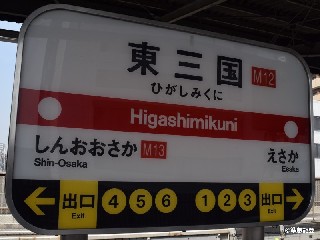 東三国 M12
ひがしみくに
Higashimikuni
しんおおさか M13 えさか
Shin-Osaka Esaka
出口 4 5 6 1 2 3 出口
Exit Exit